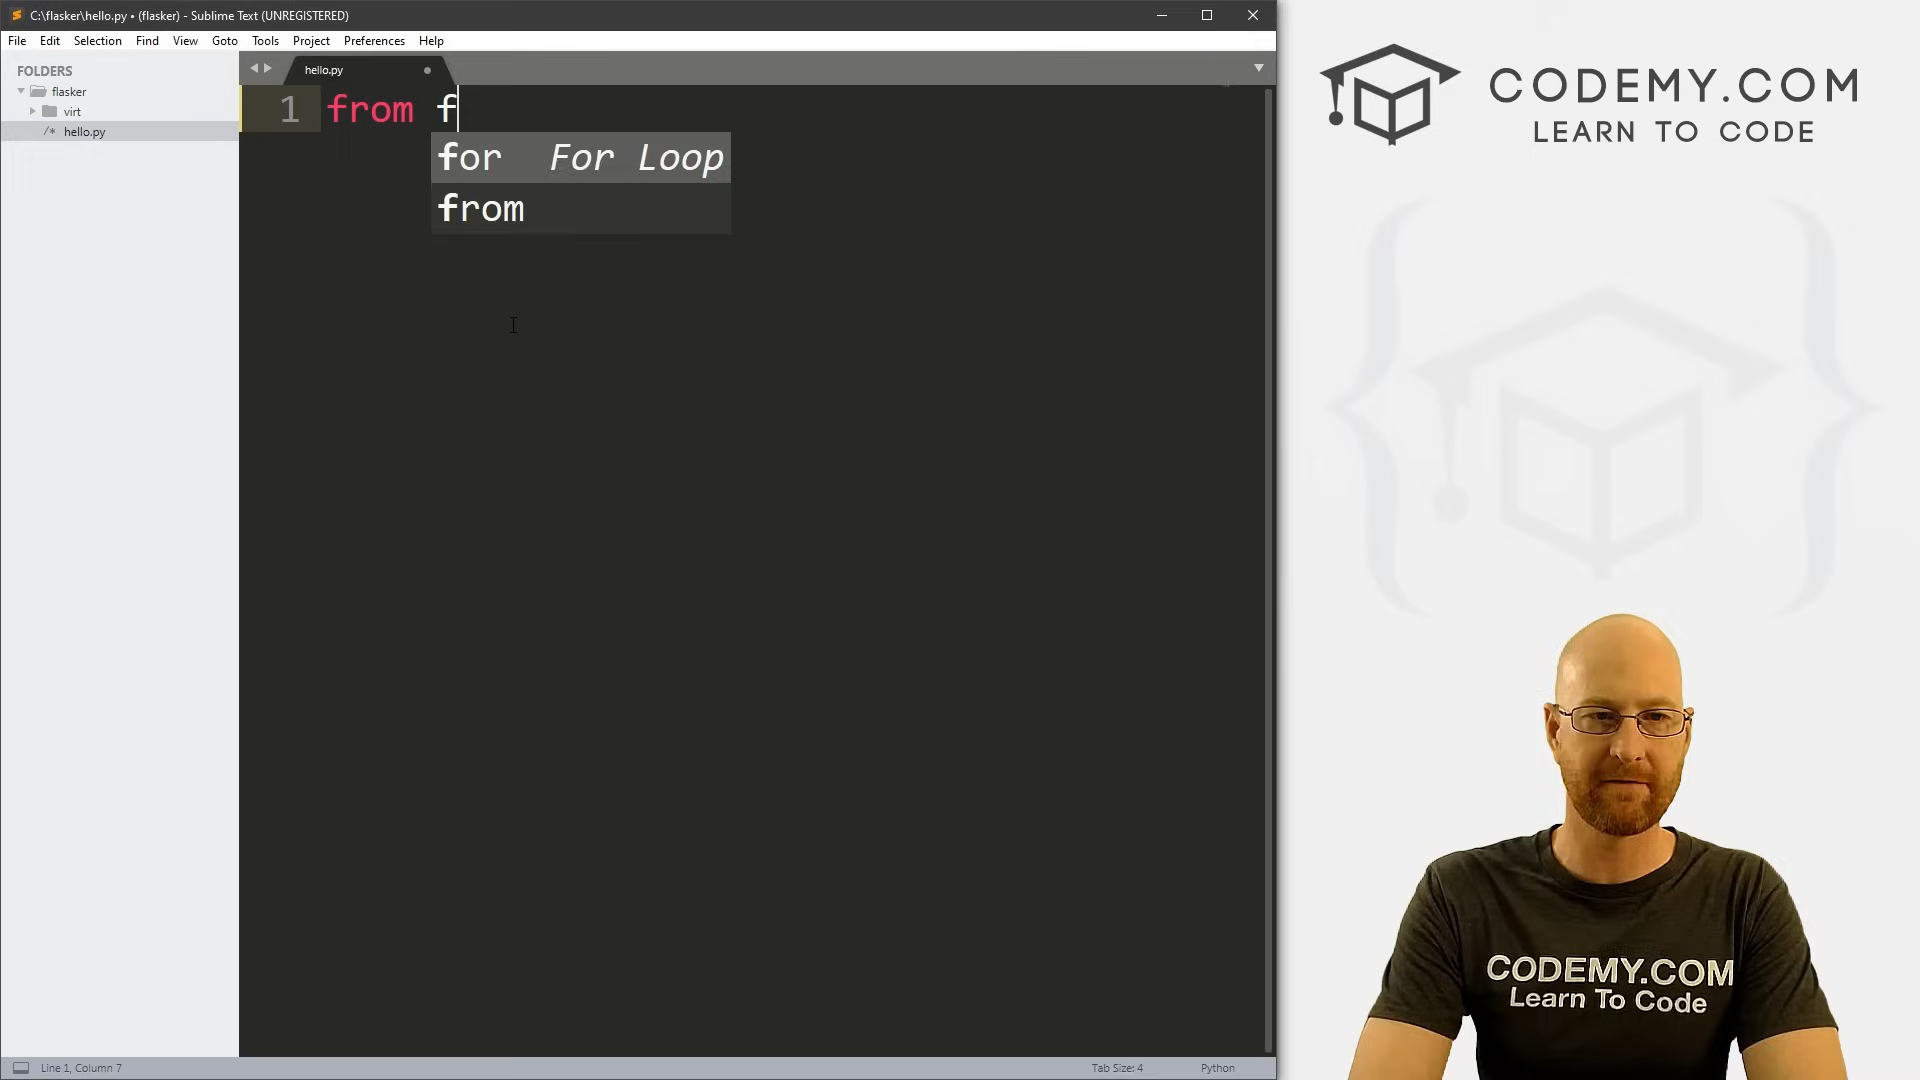 C:\flasker\hello.py • (flasker) - Sublime Text (UNREGISTERED)
File Edit Selection Find View Goto Tools Project Preferences Help
FOLDERS
flasker
virt
/* hello.py
hello.py
1 from f
for For Loop
from
Line 1, Column 7
Tab Size: 4
Python
CODEMY.COM
LEARN TO CODE
CODEMY.COM
Learn To Code